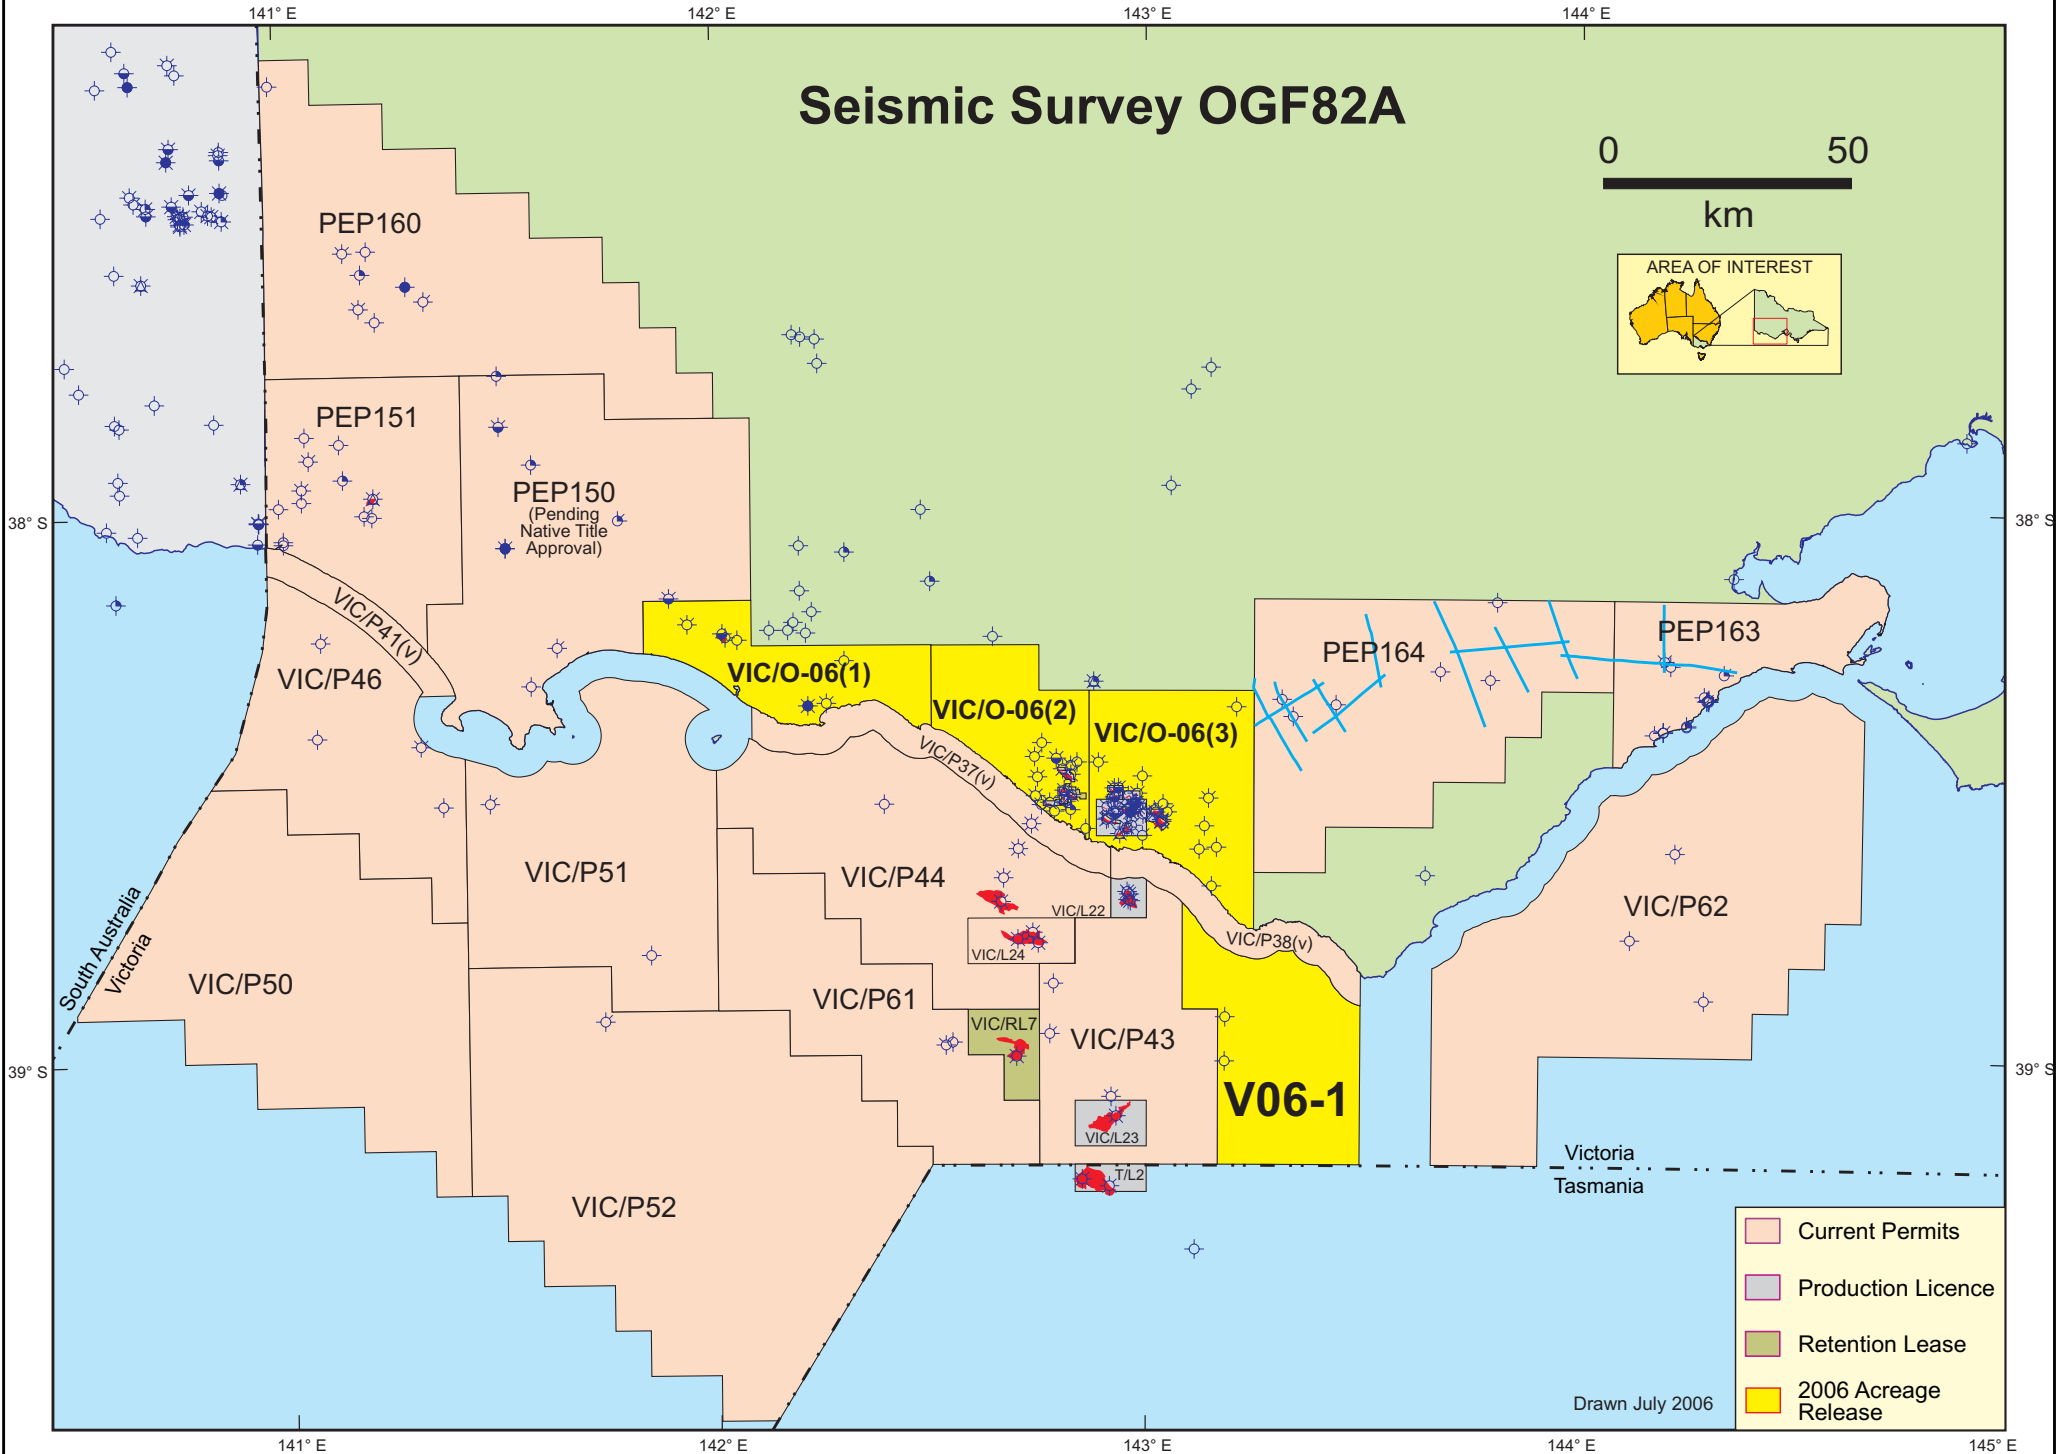 141° E
142° E
143° E
144° E
Seismic Survey OGF82A
0
50
km
AREA OF INTEREST
PEP160
PEP151
PEP150
(Pending
Native Title
Approval)
38° S
38° S
VIC/P41(v)
VIC/P46
VIC/O-06(1)
VIC/O-06(2)
VIC/O-06(3)
PEP164
PEP163
VIC/P37(v)
VIC/P51
VIC/P44
VIC/L22
VIC/P62
VIC/P38(v)
VIC/L24
South Australia
Victoria
VIC/P50
VIC/P61
VIC/RL7
VIC/P43
39° S
39° S
V06-1
VIC/L23
T/L2
Victoria
Tasmania
VIC/P52
Current Permits
Production Licence
Retention Lease
2006 Acreage
Release
Drawn July 2006
141° E
142° E
143° E
144° E
145° E